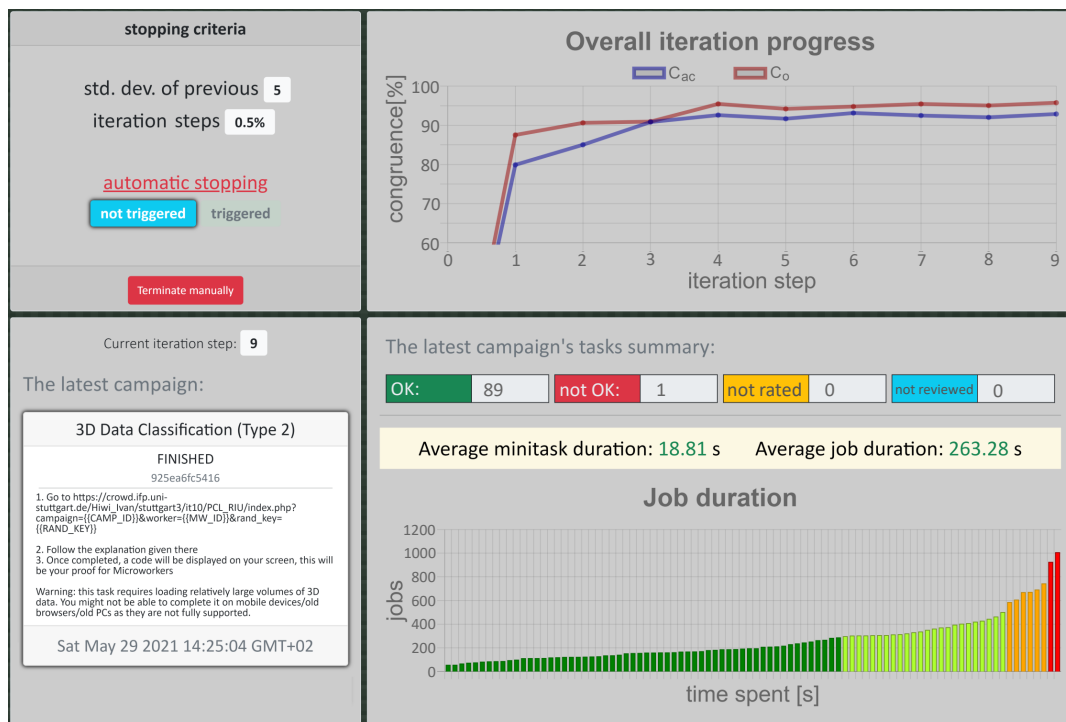 stopping criteria
std. dev. of previous 5
iteration steps 0.5%
automatic stopping
not triggered triggered
Terminate manually
Overall iteration progress
C_ac C_o
congruence[%]
100
90
80
70
60
0 1 2 3 4 5 6 7 8 9
iteration step
Current iteration step: 9
The latest campaign:
3D Data Classification (Type 2)
FINISHED
925ea6fc5416
1. Go to https://crowd.ifp.uni-
stuttgart.de/Hiwi_Ivan/stuttgart3/it10/PCL_RIU/index.php?
campaign={{CAMP_ID}}&worker={{MW_ID}}&rand_key=
{{RAND_KEY}}
2. Follow the explanation given there
3. Once completed, a code will be displayed on your screen, this will
be your proof for Microworkers
Warning: this task requires loading relatively large volumes of 3D
data. You might not be able to complete it on mobile devices/old
browsers/old PCs as they are not fully supported.
Sat May 29 2021 14:25:04 GMT+02
The latest campaign's tasks summary:
OK: 89 not OK: 1 not rated 0 not reviewed 0
Average minitask duration: 18.81 s Average job duration: 263.28 s
Job duration
jobs
1200
1000
800
600
400
200
0
time spent [s]